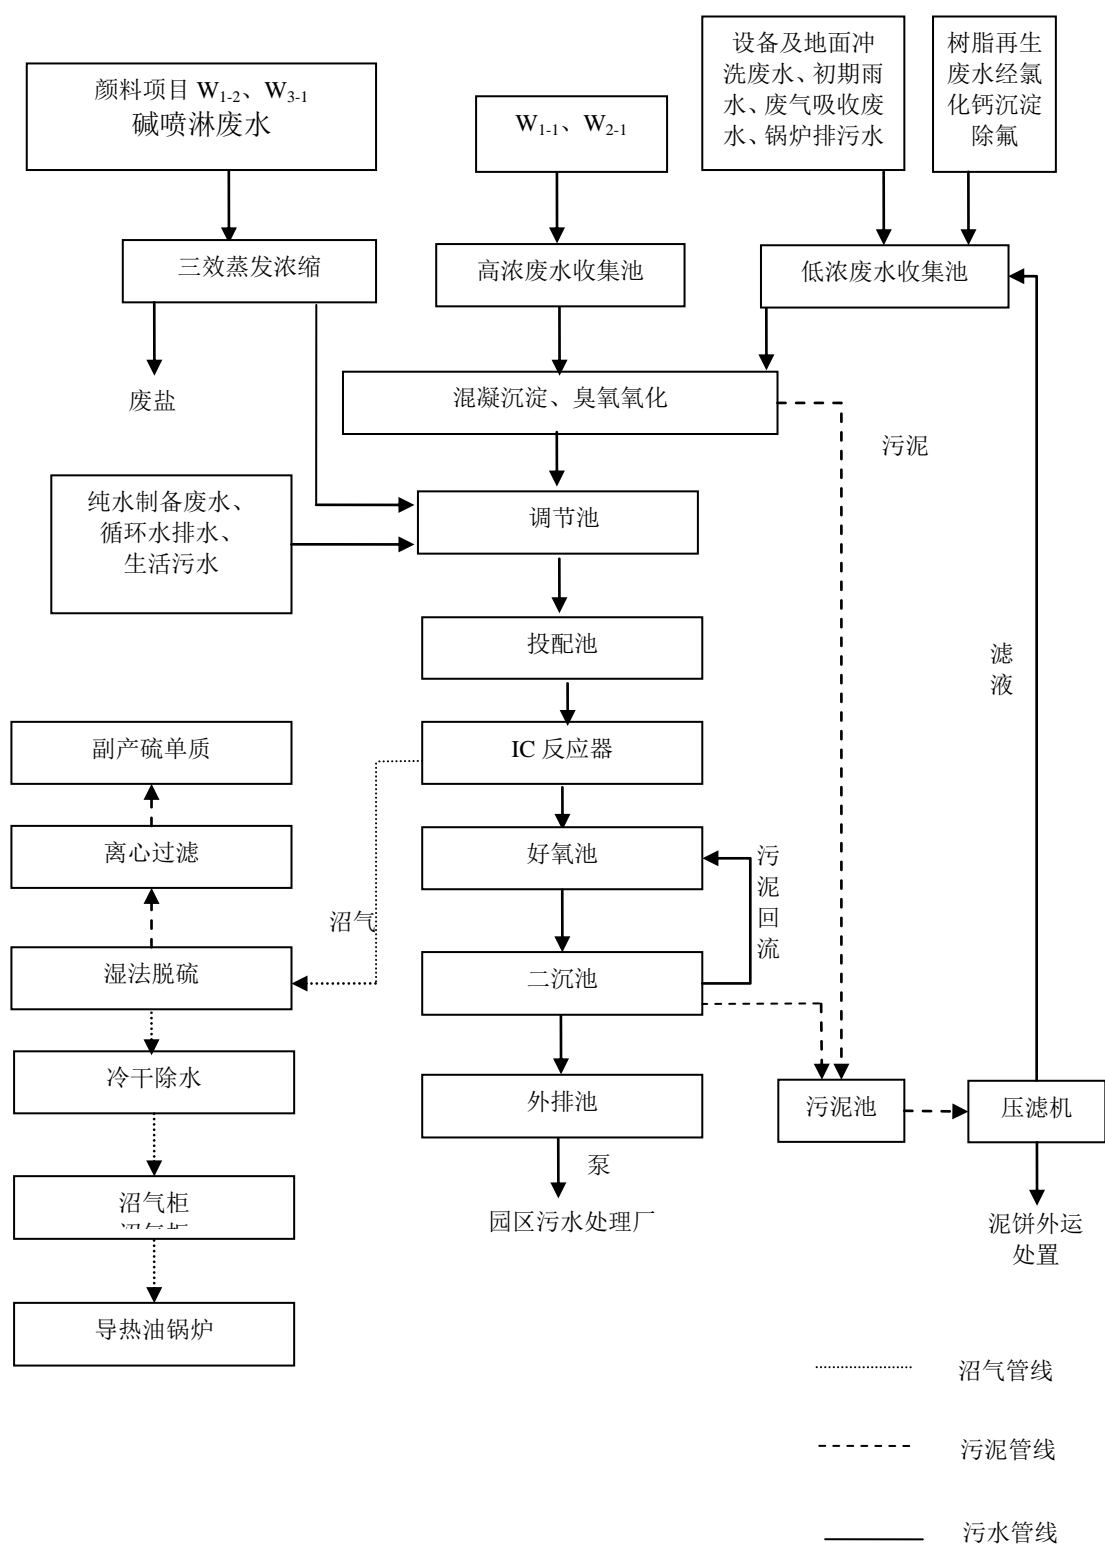 颜料项目 W1-2、W3-1
碱喷淋废水
W1-1、W2-1
设备及地面冲
洗废水、初期雨
水、废气吸收废
水、锅炉排污水
树脂再生
废水经氯
化钙沉淀
除氟
三效蒸发浓缩
高浓废水收集池
低浓废水收集池
废盐
混凝沉淀、臭氧氧化
污泥
纯水制备废水、
循环水排水、
生活污水
调节池
投配池
滤
液
副产硫单质
IC 反应器
离心过滤
好氧池
污
泥
回
流
沼气
湿法脱硫
二沉池
冷干除水
外排池
污泥池
压滤机
泵
沼气柜
沼气柜
园区污水处理厂
泥饼外运
处置
导热油锅炉
沼气管线
污泥管线
污水管线